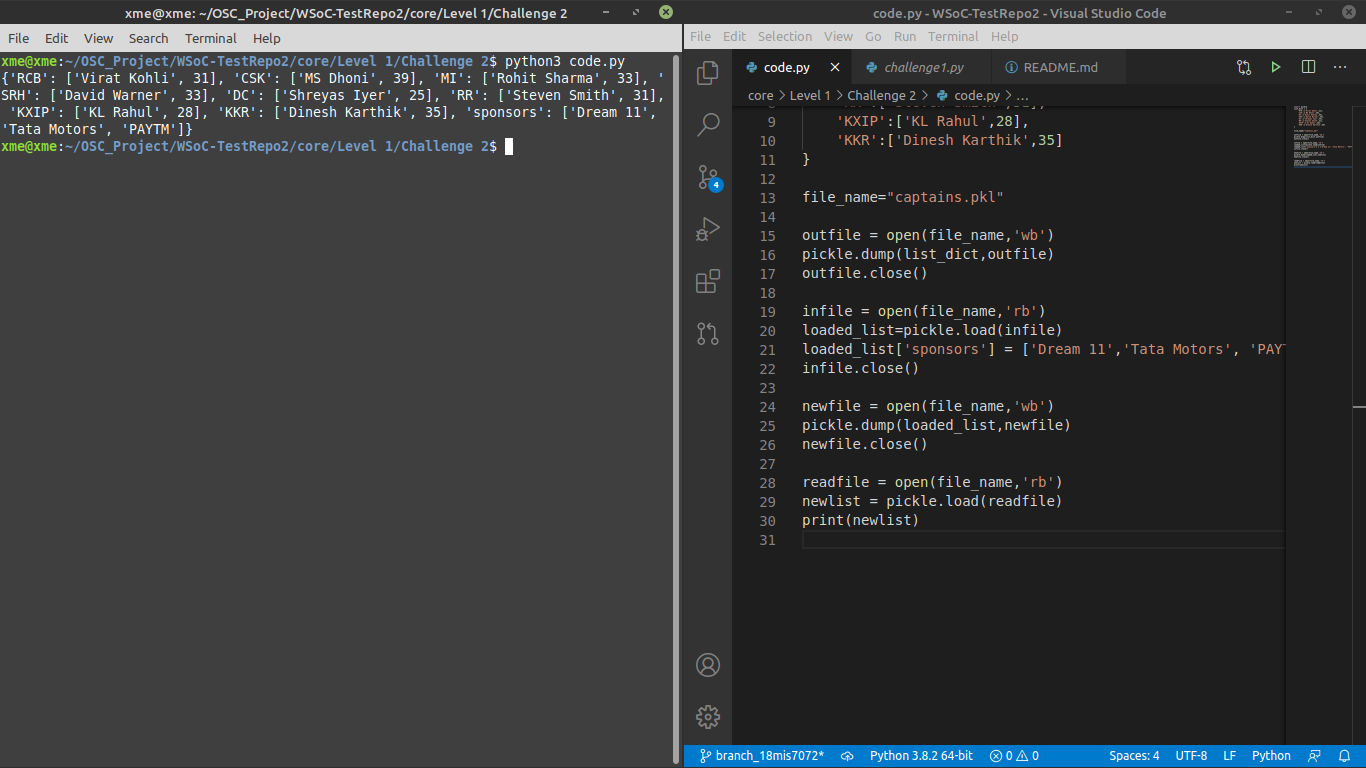 xme@xme: ~/OSC_Project/WSoC-TestRepo2/core/Level 1/Challenge 2
File Edit View Search Terminal Help
xme@xme:~/OSC_Project/WSoC-TestRepo2/core/Level 1/Challenge 2$ python3 code.py
{'RCB': ['Virat Kohli', 31], 'CSK': ['MS Dhoni', 39], 'MI': ['Rohit Sharma', 33], '
SRH': ['David Warner', 33], 'DC': ['Shreyas Iyer', 25], 'RR': ['Steven Smith', 31],
'KXIP': ['KL Rahul', 28], 'KKR': ['Dinesh Karthik', 35], 'sponsors': ['Dream 11',
'Tata Motors', 'PAYTM']}
xme@xme:~/OSC_Project/WSoC-TestRepo2/core/Level 1/Challenge 2$
code.py - WSoC-TestRepo2 - Visual Studio Code
File Edit Selection View Go Run Terminal Help
code.py challenge1.py README.md
core > Level 1 > Challenge 2 > code.py > ...
9 'KXIP':['KL Rahul',28],
10 'KKR':['Dinesh Karthik',35]
11 }
12
13 file_name="captains.pkl"
14
15 outfile = open(file_name,'wb')
16 pickle.dump(list_dict,outfile)
17 outfile.close()
18
19 infile = open(file_name,'rb')
20 loaded_list=pickle.load(infile)
21 loaded_list['sponsors'] = ['Dream 11','Tata Motors', 'PAY
22 infile.close()
23
24 newfile = open(file_name,'wb')
25 pickle.dump(loaded_list,newfile)
26 newfile.close()
27
28 readfile = open(file_name,'rb')
29 newlist = pickle.load(readfile)
30 print(newlist)
31
4
branch_18mis7072* Python 3.8.2 64-bit 0 0 Spaces: 4 UTF-8 LF Python